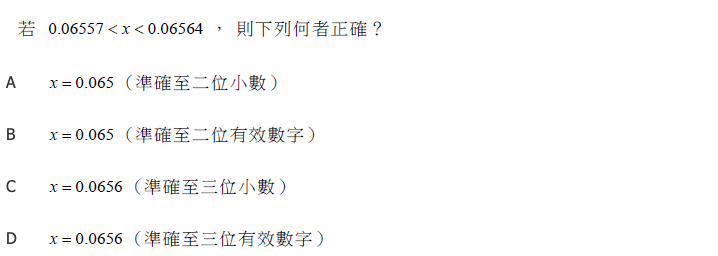 若 0.06557 < x < 0.06564 ， 則下列何者正確？
A x = 0.065（準確至二位小數）
B x = 0.065（準確至二位有效數字）
C x = 0.0656（準確至三位小數）
D x = 0.0656（準確至三位有效數字）